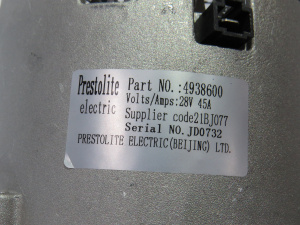 Prestolite Part NO.:4938600
electric Volts/Amps:28V 45A
Supplier code21BJ077
Serial NO.JD0732
PRESTOLITE ELECTRIC(BEIJING) LTD.